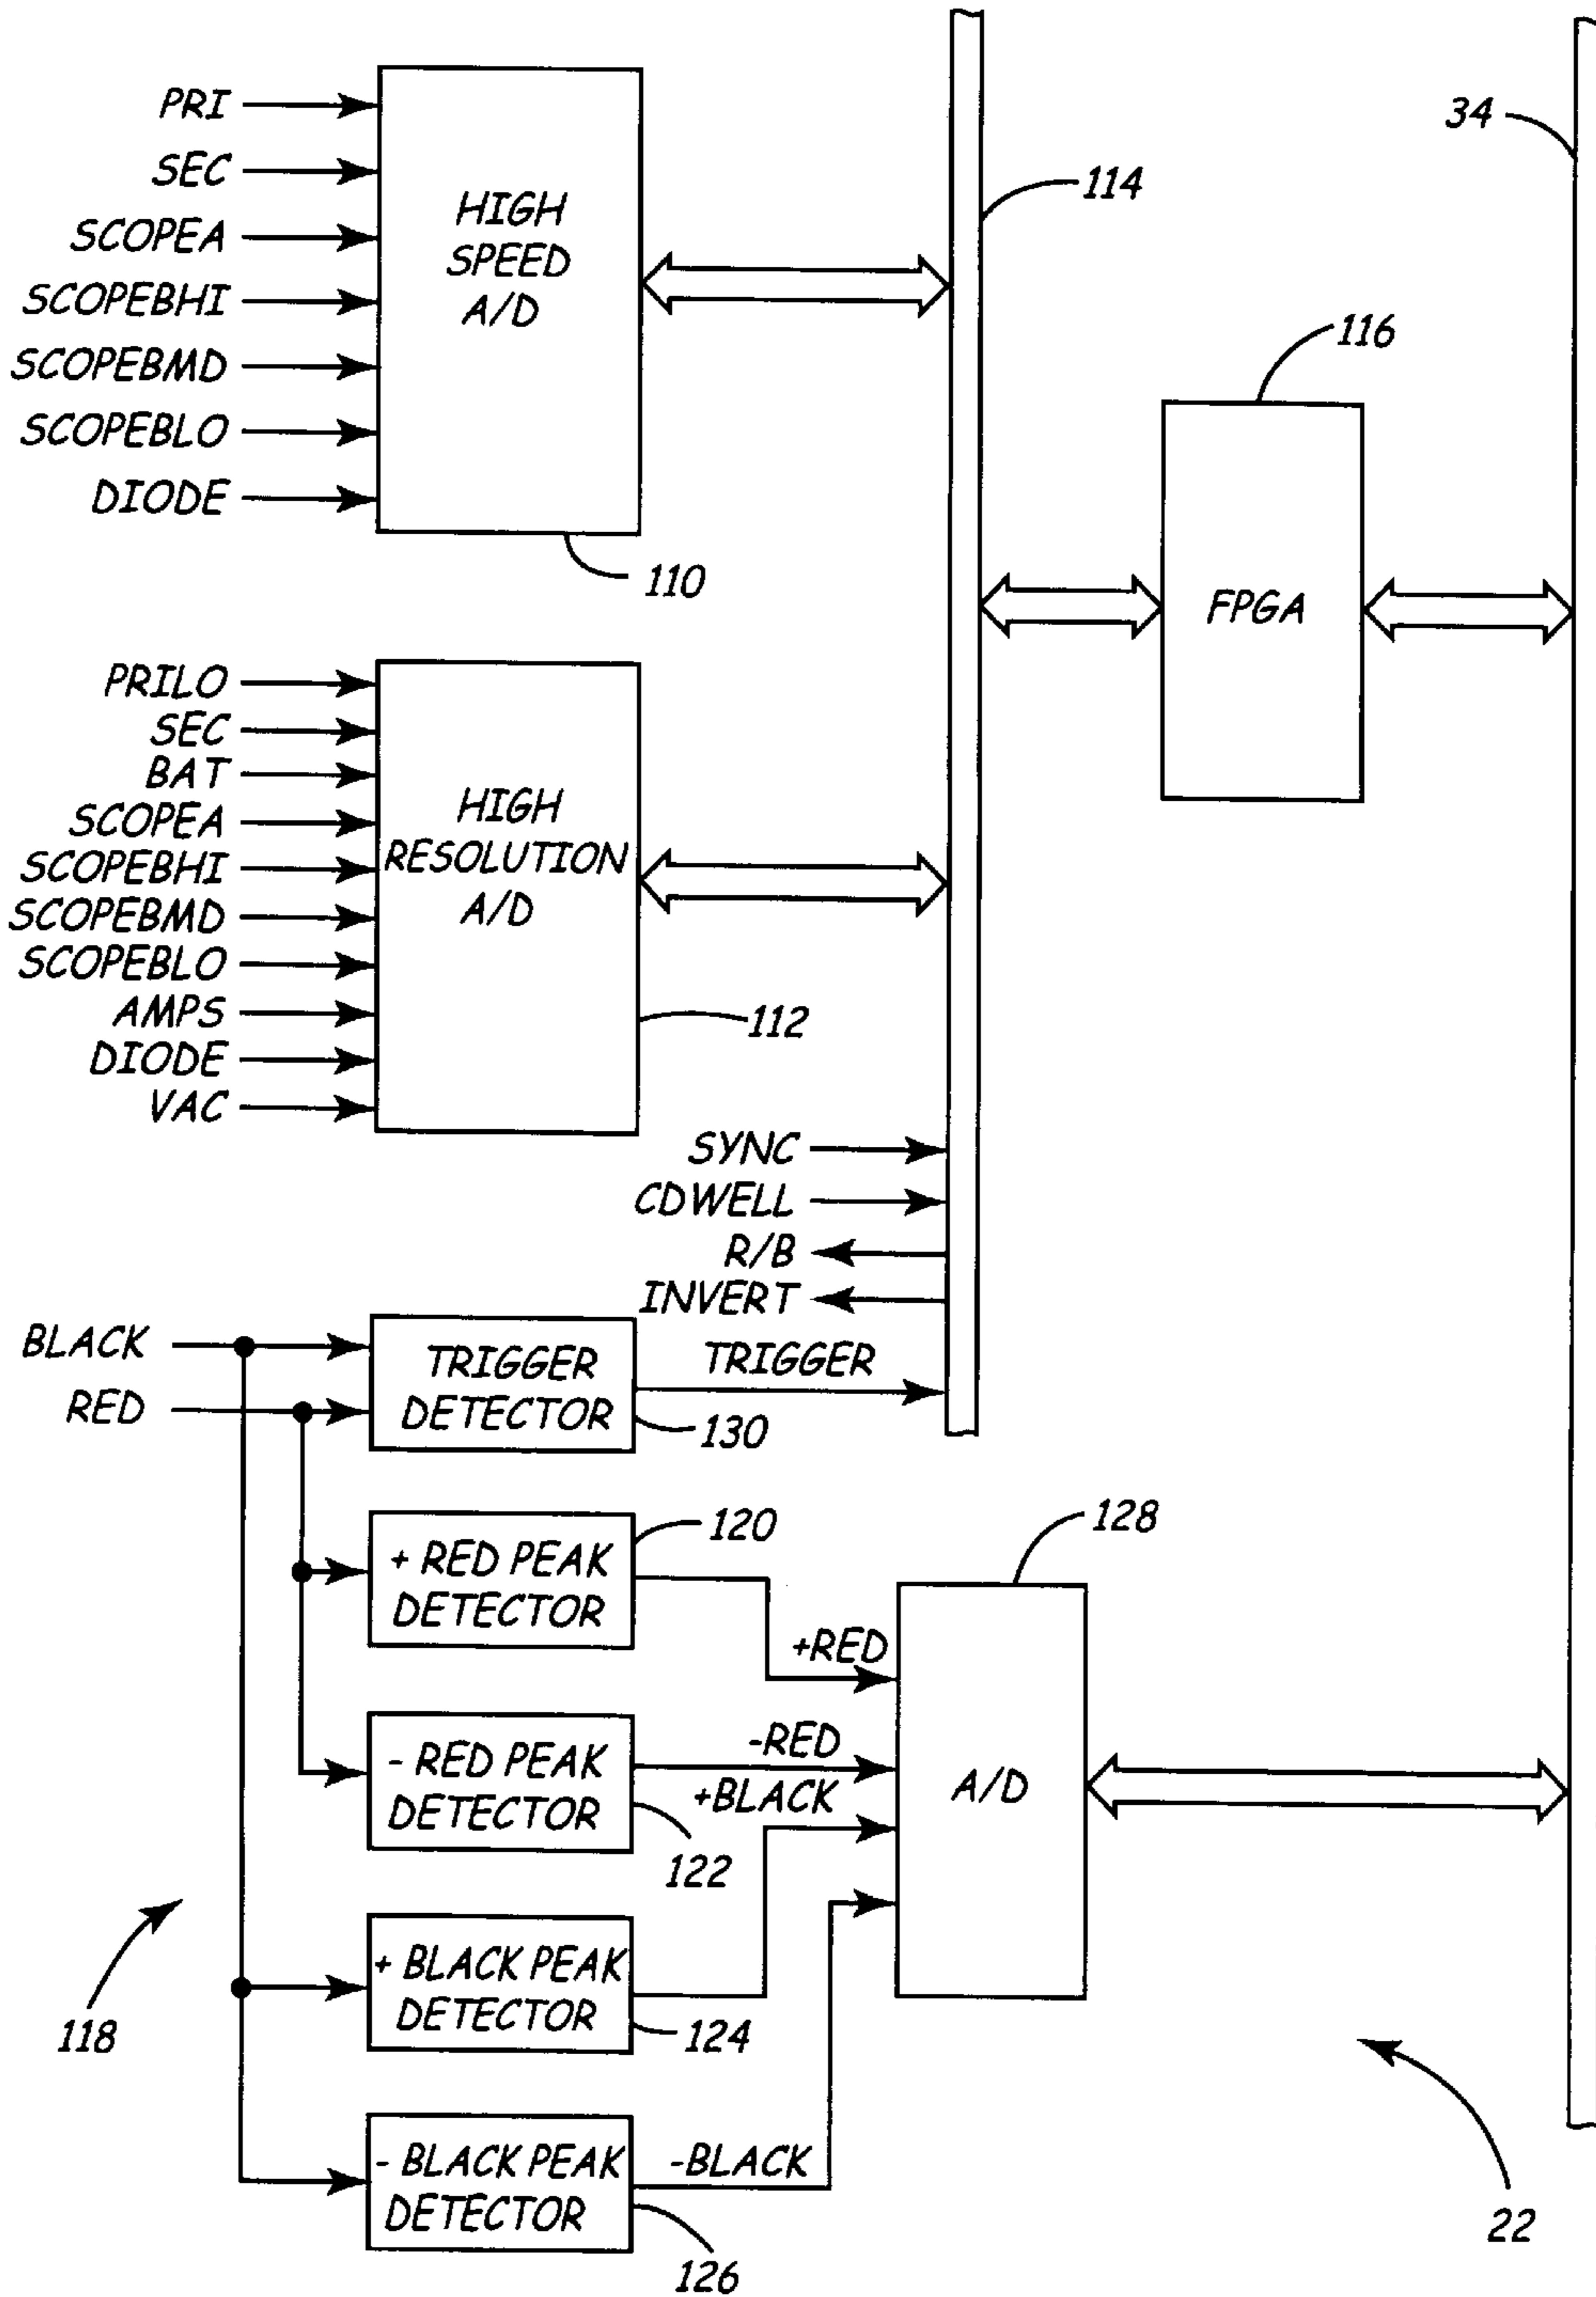 PRI
SEC
SCOPEA
SCOPEBHI
SCOPEBMD
SCOPEBLO
DIODE
HIGH
SPEED
A/D
110
114
34
116
FPGA
PRILO
SEC
BAT
SCOPEA
SCOPEBHI
SCOPEBMD
SCOPEBLO
AMPS
DIODE
VAC
HIGH
RESOLUTION
A/D
112
SYNC
CDWELL
R/B
INVERT
BLACK
RED
TRIGGER
DETECTOR
130
TRIGGER
+ RED PEAK
DETECTOR
120
+RED
- RED PEAK
DETECTOR
122
-RED
+BLACK
128
A/D
+ BLACK PEAK
DETECTOR
124
118
- BLACK PEAK
DETECTOR
126
-BLACK
22